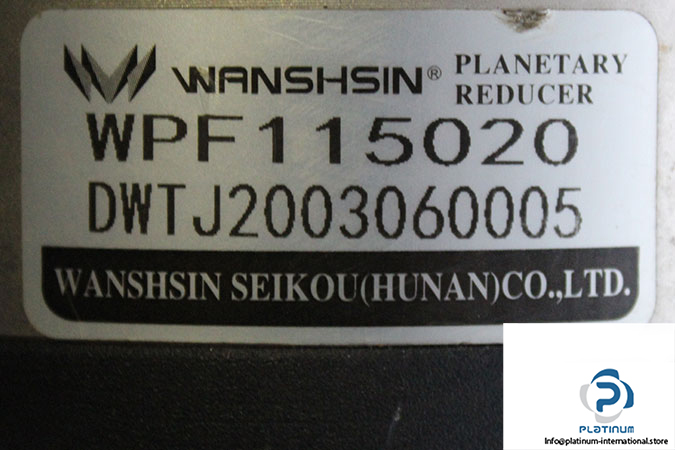 WANSHSIN® PLANETARY REDUCER
WPF115020
DWTJ2003060005
WANSHSIN SEIKOU(HUNAN)CO.,LTD.
PLATINUM
Info@platinum-international.store